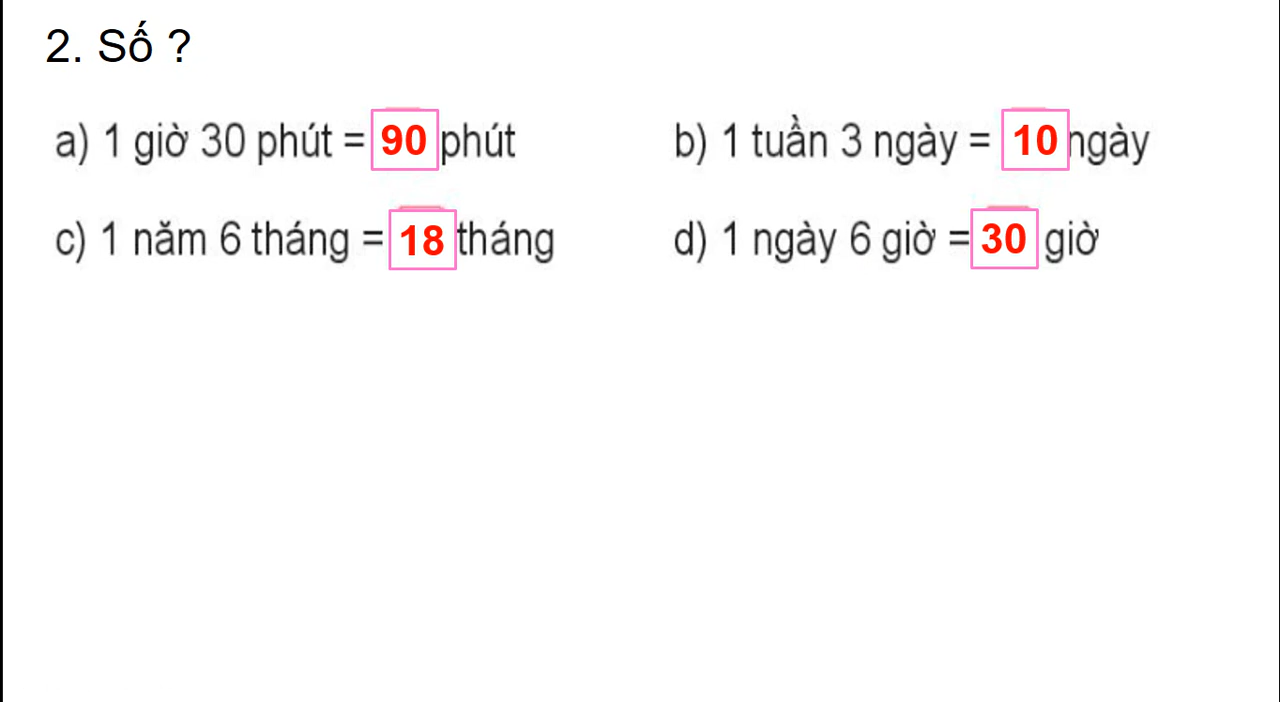 2. Số ?
a) 1 giờ 30 phút = 90 phút
b) 1 tuần 3 ngày = 10 ngày
c) 1 năm 6 tháng = 18 tháng
d) 1 ngày 6 giờ = 30 giờ